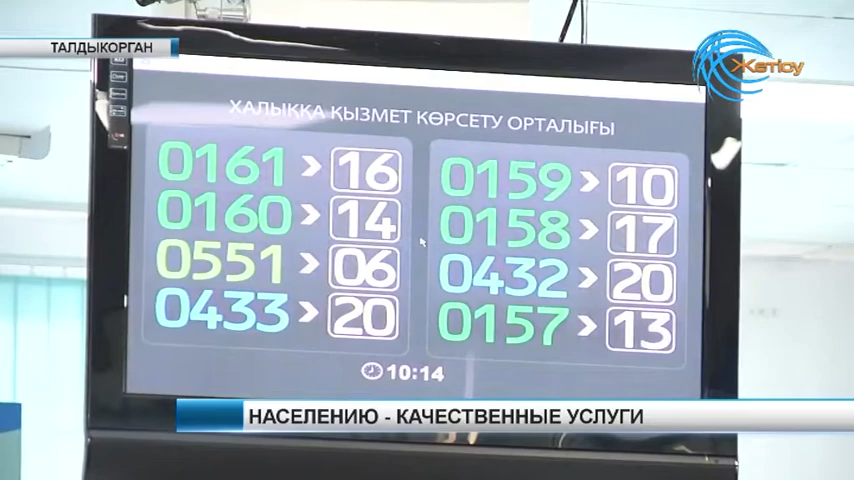 ТАЛДЫКОРГАН
Жетісу
ХАЛЫҚҚА ҚЫЗМЕТ КӨРСЕТУ ОРТАЛЫҒЫ
0161 > 16
0160 > 14
0551 > 06
0433 > 20
0159 > 10
0158 > 17
0432 > 20
0157 > 13
10:14
НАСЕЛЕНИЮ - КАЧЕСТВЕННЫЕ УСЛУГИ